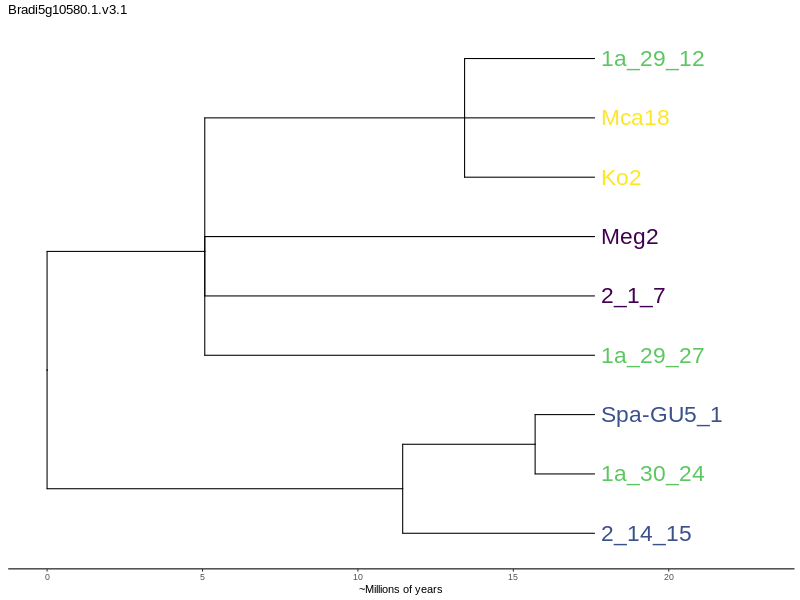 Bradi5g10580.1.v3.1
1a_29_12
Mca18
Ko2
Meg2
2_1_7
1a_29_27
Spa-GU5_1
1a_30_24
2_14_15
0 5 10 15 20
~Millions of years